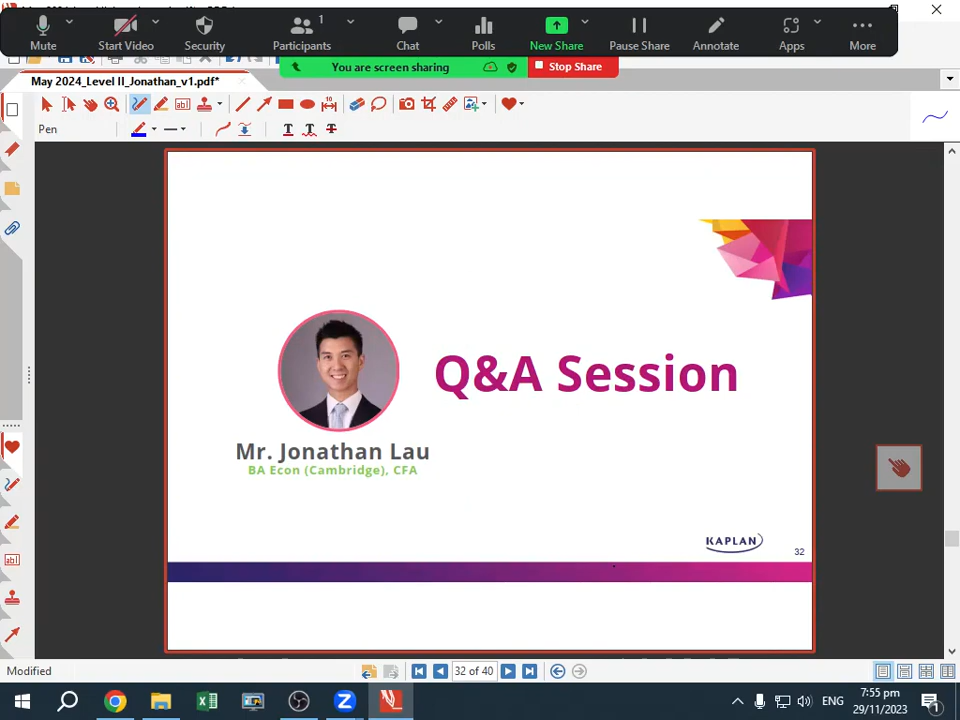 Mute
Start Video
Security
1
Participants
Chat
Polls
New Share
Pause Share
Annotate
Apps
More
You are screen sharing
Stop Share
May 2024_Level II_Jonathan_v1.pdf*
Pen
Q&A Session
Mr. Jonathan Lau
BA Econ (Cambridge), CFA
KAPLAN
32
Modified
32 of 40
ENG
7:55 pm
29/11/2023
1